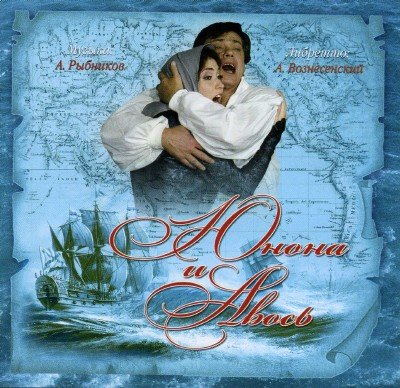 Музыка:
А. Рыбников
Либретто:
А. Вознесенский
Юнона
и
Авось